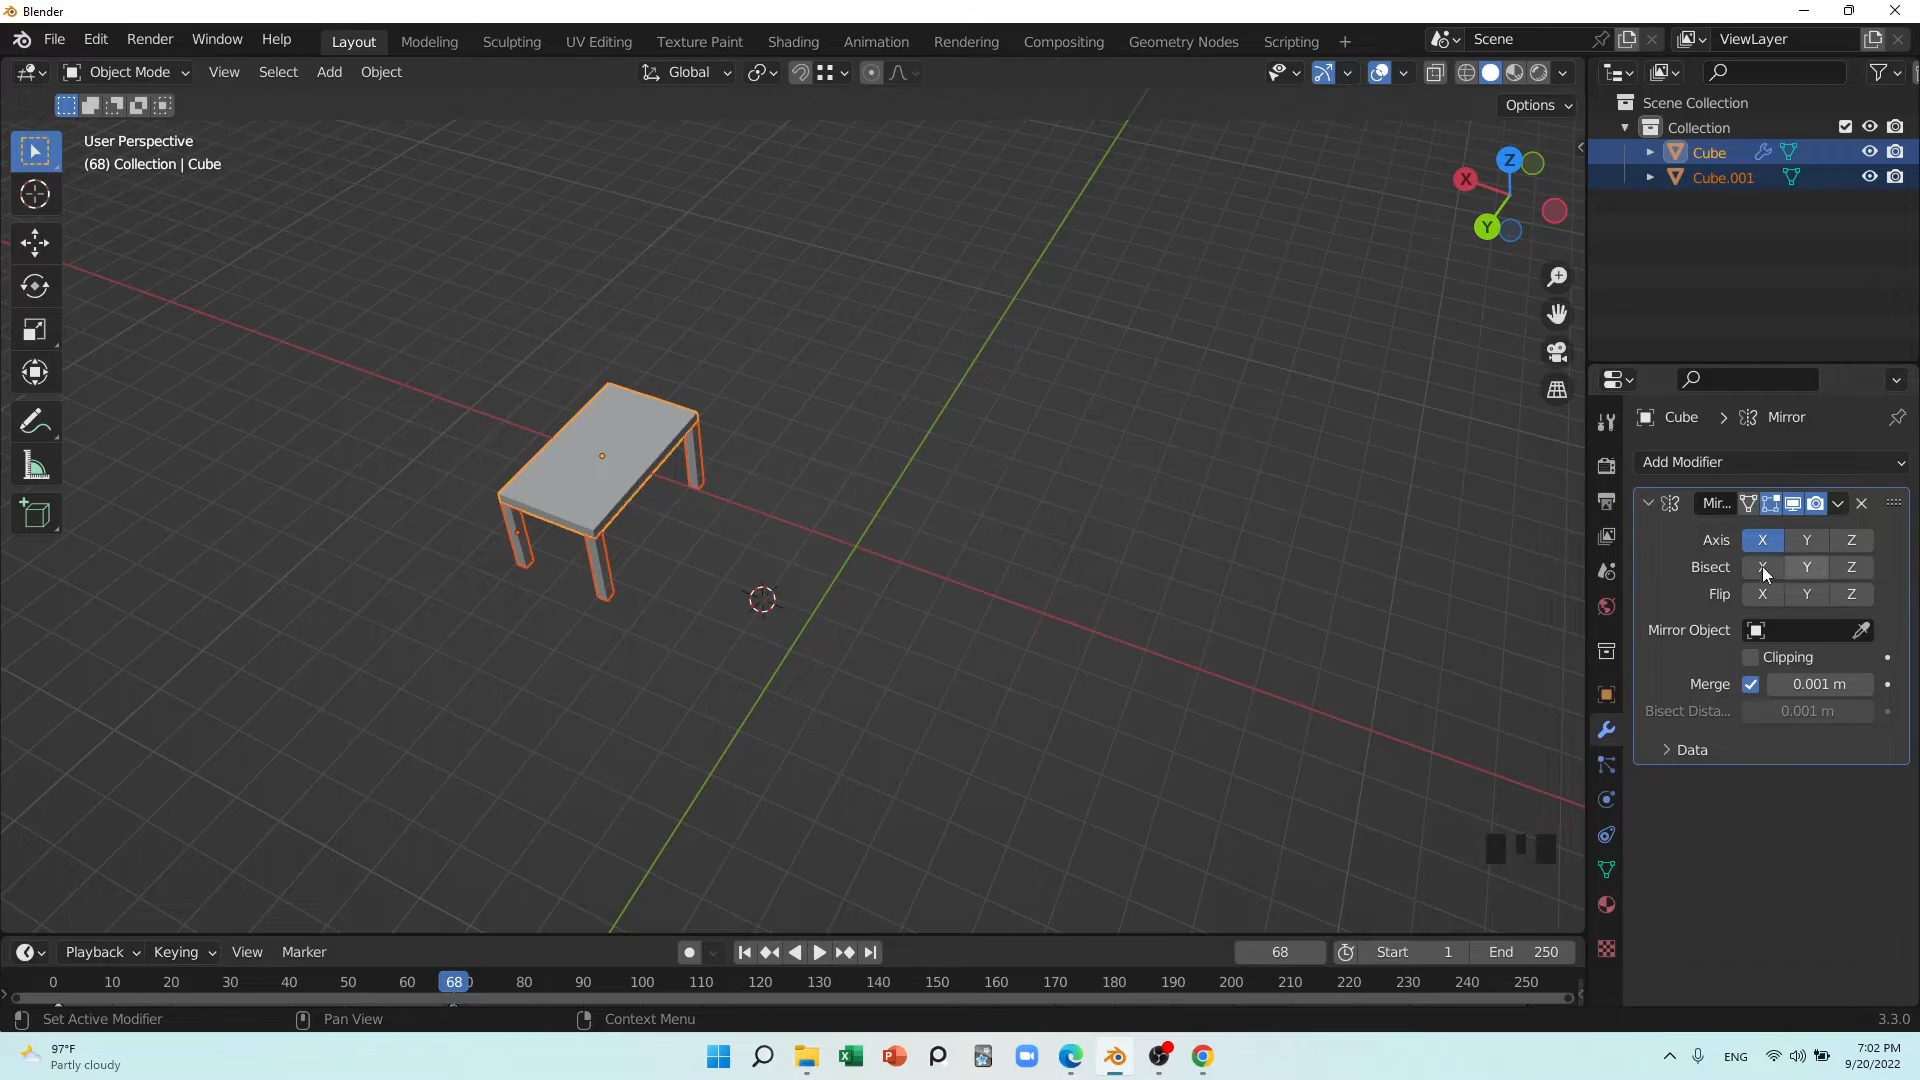 Blender
File Edit Render Window Help Layout Modeling Sculpting UV Editing Texture Paint Shading Animation Rendering Compositing Geometry Nodes Scripting + Scene ViewLayer
Object Mode View Select Add Object Global
Options
User Perspective
(68) Collection | Cube
Z
X
Y
Scene Collection
Collection
Cube
Cube.001
Cube > Mirror
Add Modifier
Mir...
Axis X Y Z
Bisect X Y Z
Flip X Y Z
Mirror Object
Clipping
Merge 0.001 m
Bisect Dista... 0.001 m
Data
Playback Keying View Marker 68 Start 1 End 250
0 10 20 30 40 50 60 68 80 90 100 110 120 130 140 150 160 170 180 190 200 210 220 230 240 250
Set Active Modifier Pan View Context Menu 3.3.0
97°F
Partly cloudy
ENG
7:02 PM
9/20/2022